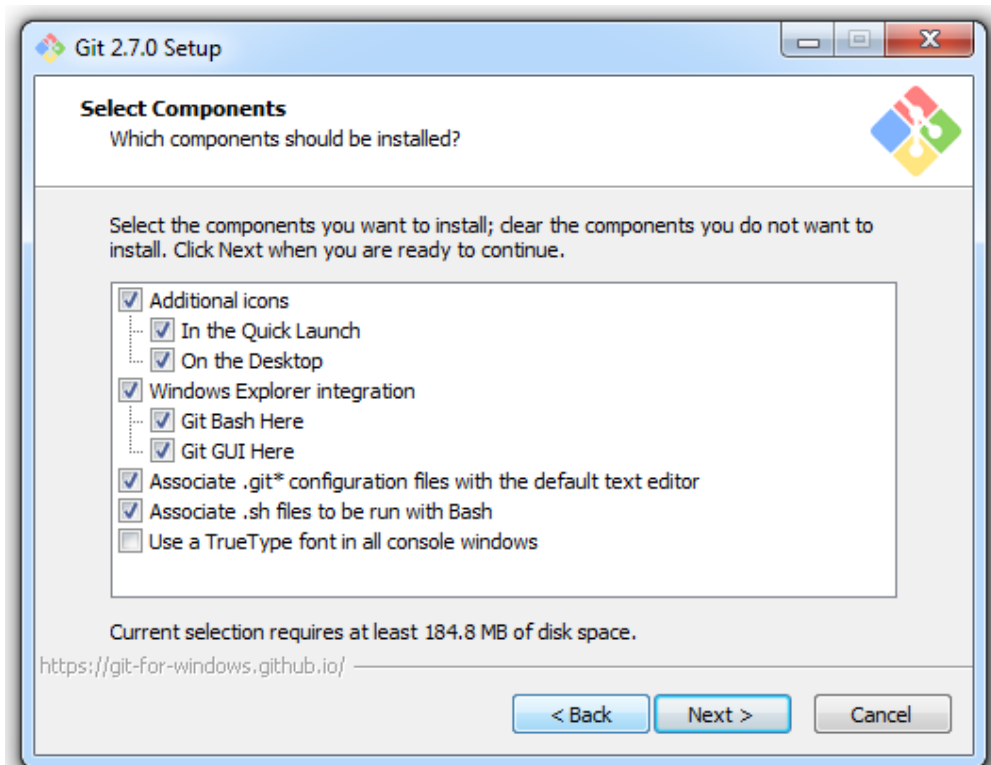 Git 2.7.0 Setup
Select Components
Which components should be installed?
Select the components you want to install; clear the components you do not want to
install. Click Next when you are ready to continue.
Additional icons
In the Quick Launch
On the Desktop
Windows Explorer integration
Git Bash Here
Git GUI Here
Associate .git* configuration files with the default text editor
Associate .sh files to be run with Bash
Use a TrueType font in all console windows
Current selection requires at least 184.8 MB of disk space.
https://git-for-windows.github.io/
< Back Next > Cancel